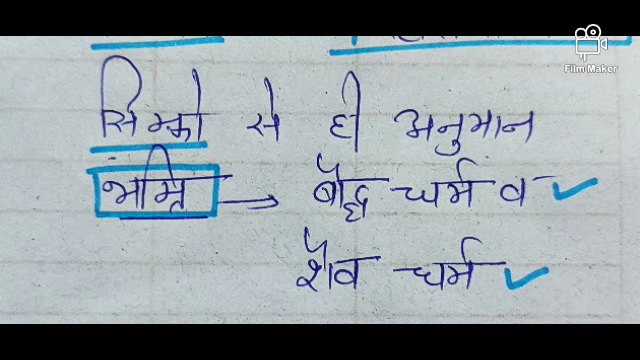 Film Maker
सिक्को से ही अनुमान
→ बौद्ध धर्म व ✓
शैव धर्म ✓